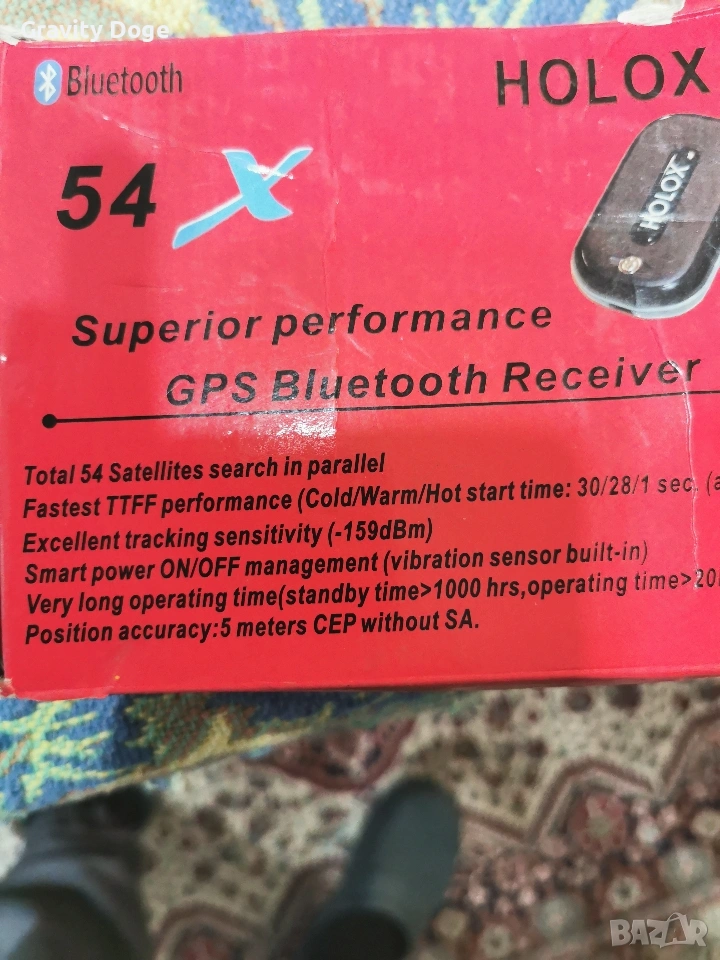 Gravity Doge
Bluetooth
HOLOX
54 X
HOLOX
Superior performance
GPS Bluetooth Receiver
Total 54 Satellites search in parallel
Fastest TTFF performance (Cold/Warm/Hot start time: 30/28/1 sec. (a
Excellent tracking sensitivity (-159dBm)
Smart power ON/OFF management (vibration sensor built-in)
Very long operating time(standby time>1000 hrs,operating time>20
Position accuracy:5 meters CEP without SA.
BAZAR